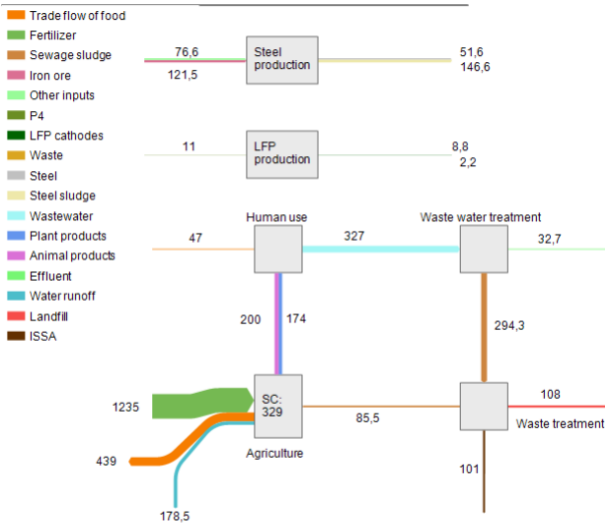 Trade flow of food
Fertilizer
Sewage sludge
Iron ore
Other inputs
P4
LFP cathodes
Waste
Steel
Steel sludge
Wastewater
Plant products
Animal products
Effluent
Water runoff
Landfill
ISSA
76,6
121,5
Steel
production
51,6
146,6
11
LFP
production
8,8
2,2
Human use
Waste water treatment
47
327
32,7
200
174
294,3
1235
SC:
329
85,5
108
Waste treatment
439
Agriculture
101
178,5